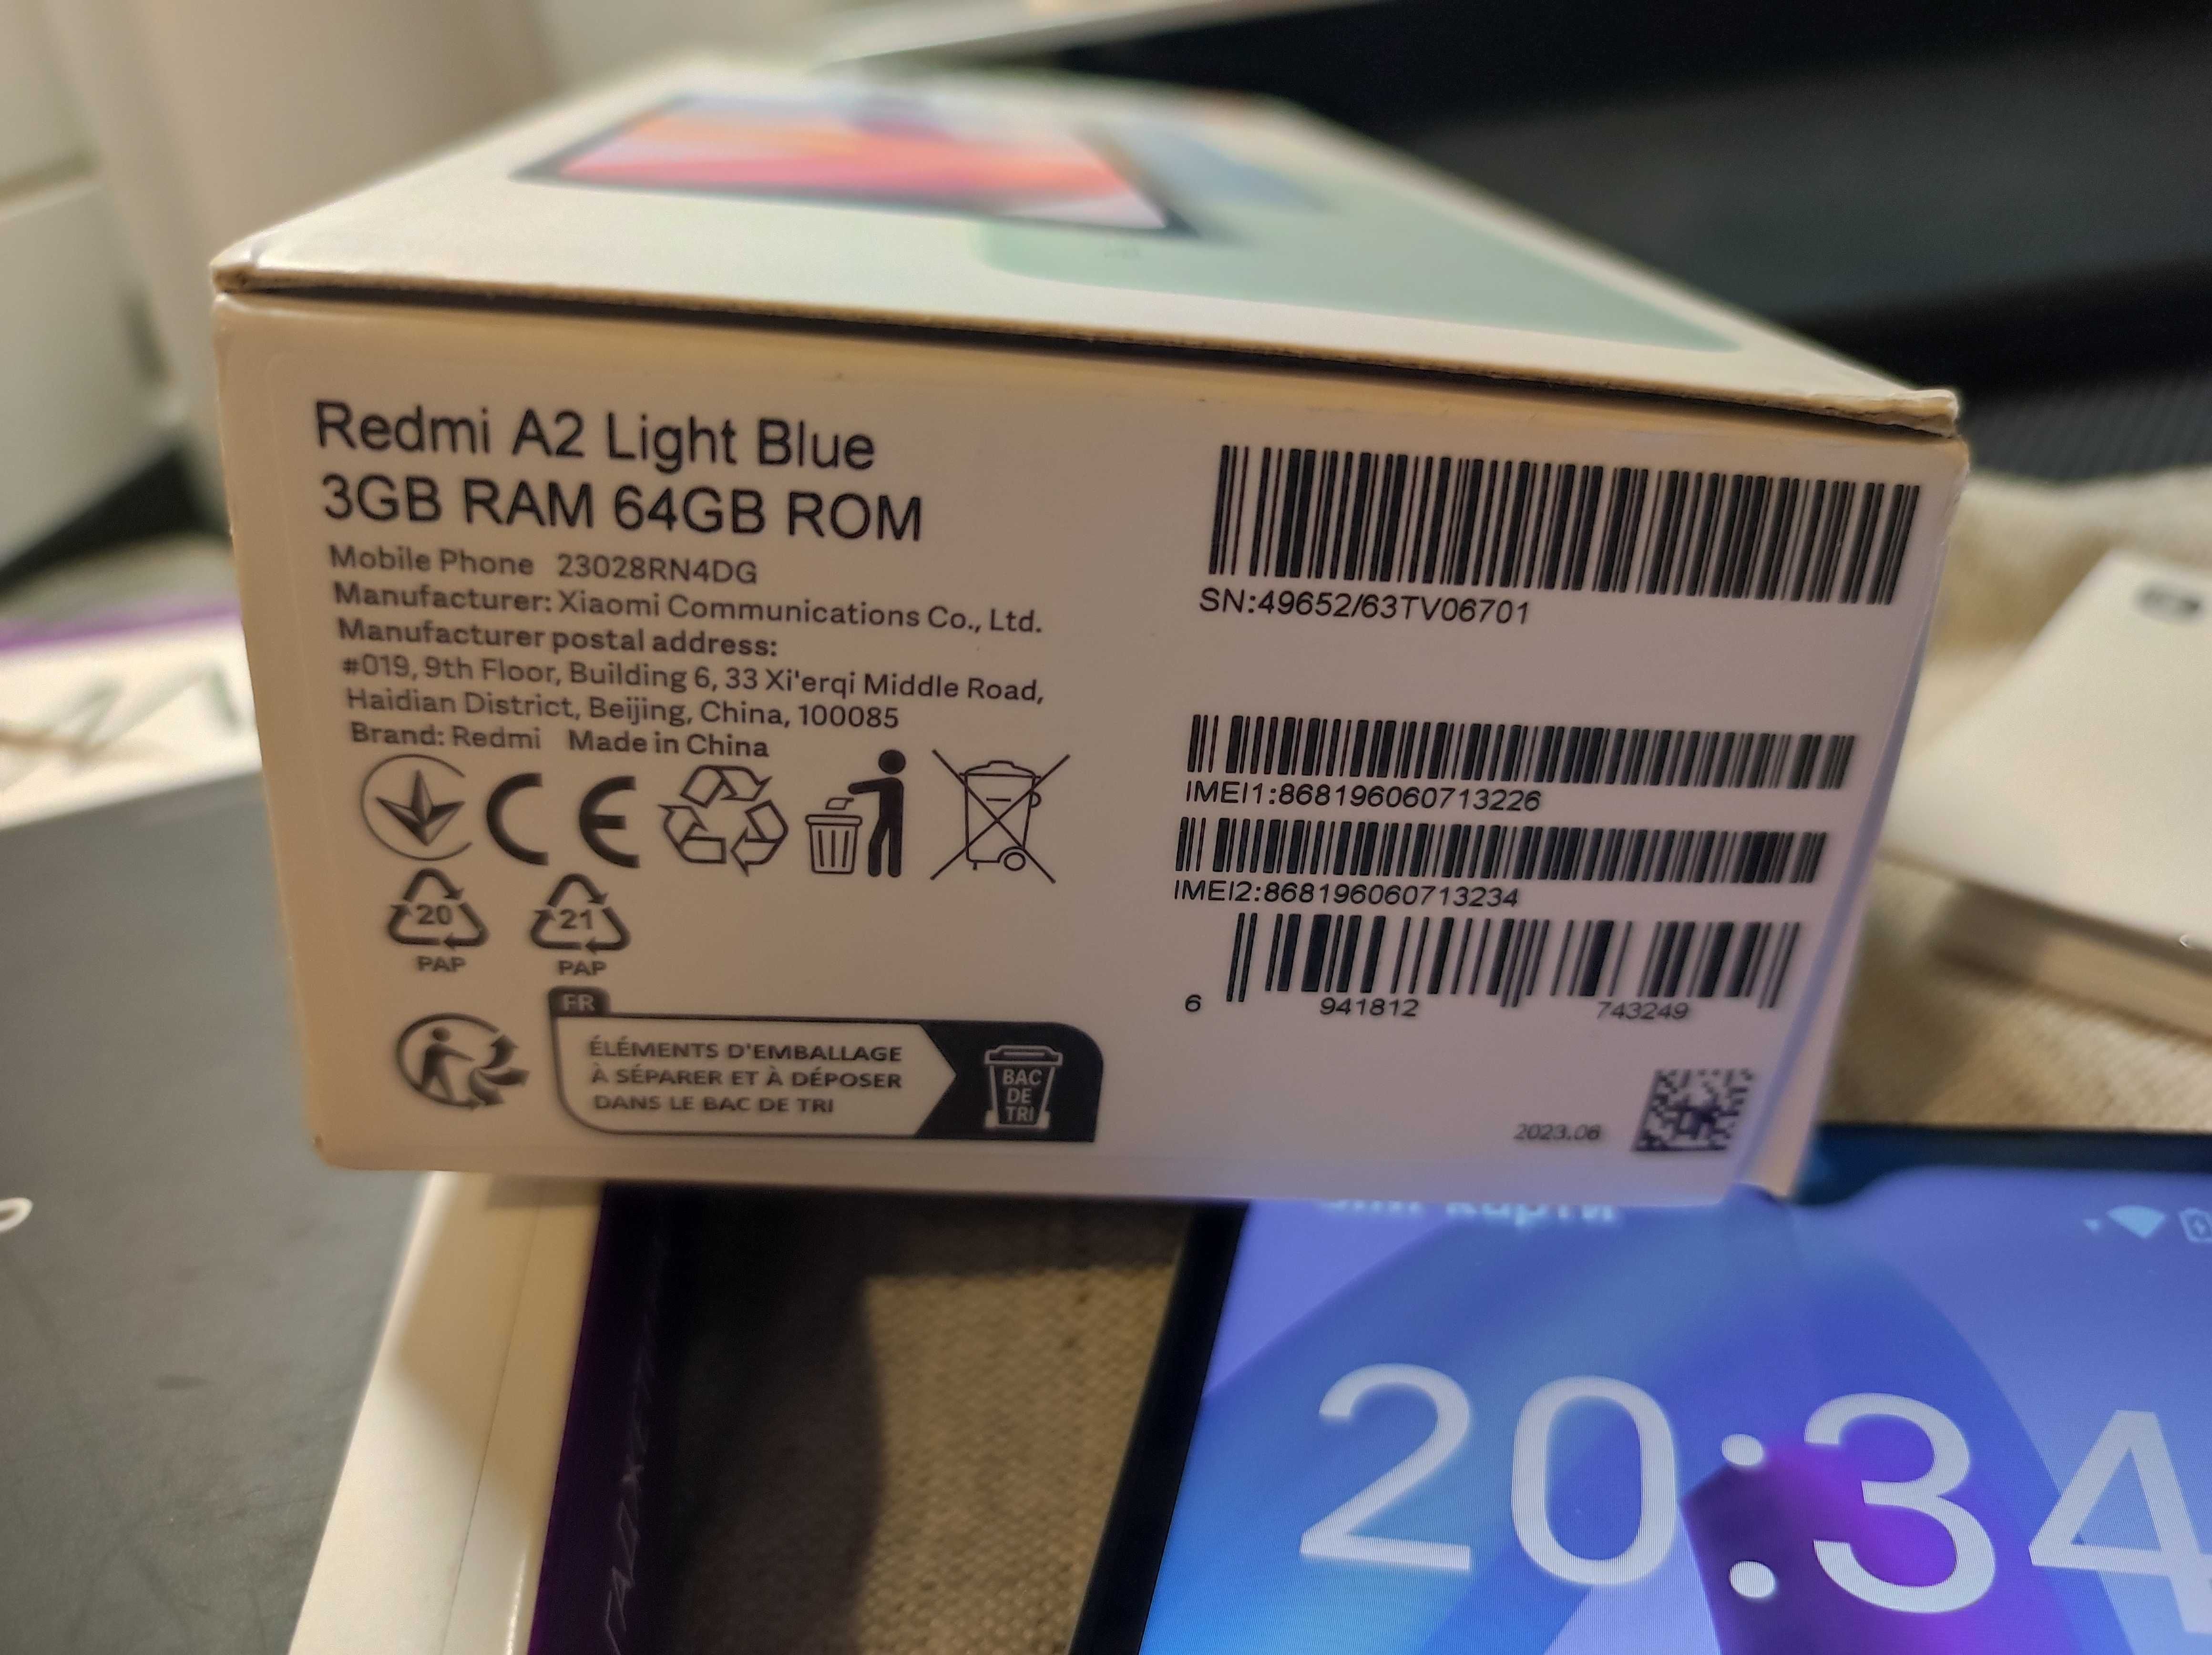 Redmi A2 Light Blue
3GB RAM 64GB ROM
Mobile Phone 23028RN4DG
Manufacturer: Xiaomi Communications Co., Ltd.
Manufacturer postal address:
#019, 9th Floor, Building 6, 33 Xi'erqi Middle Road,
Haidian District, Beijing, China, 100085
Brand: Redmi Made in China
CE
20
PAP
21
PAP
FR
ÉLÉMENTS D'EMBALLAGE
À SÉPARER ET À DÉPOSER
DANS LE BAC DE TRI
BAC
DE
TRI
SN:49652/63TV06701
IMEI1:868196060713226
IMEI2:868196060713234
6 941812 743249
2023.06
20:34